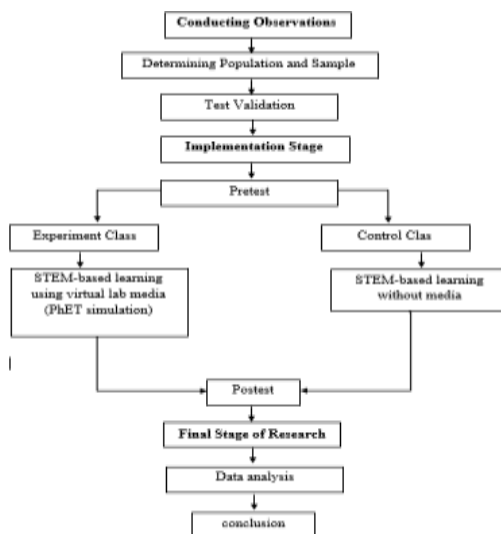 Conducting Observations
Determining Population and Sample
Test Validation
Implementation Stage
Pretest
Experiment Class
Control Clas
STEM-based learning
using virtual lab media
(PhET simulation)
STEM-based learning
without media
Postest
Final Stage of Research
Data analysis
conclusion